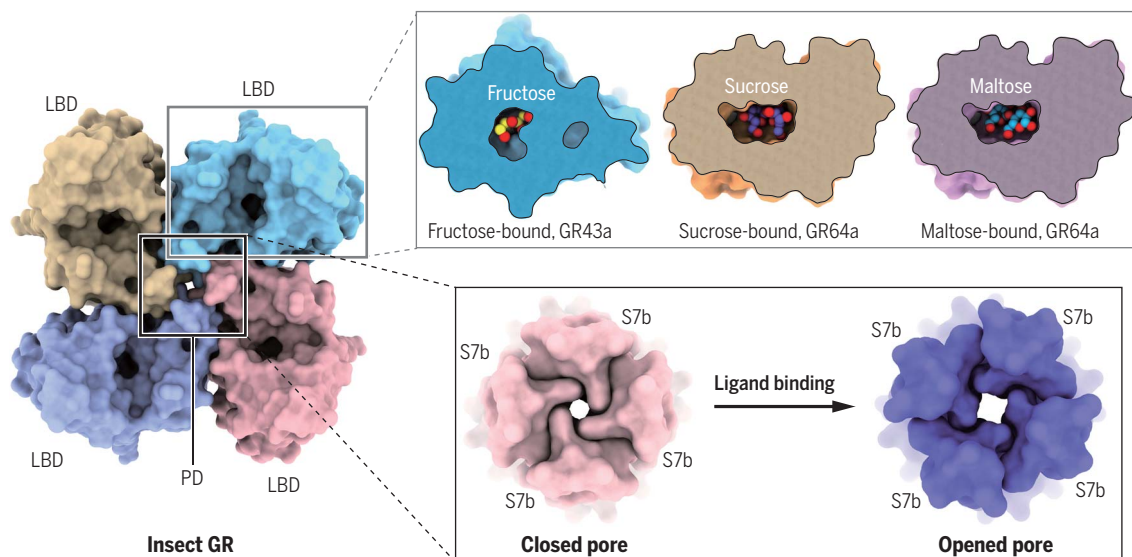 LBD
LBD
LBD
PD
LBD
Insect GR
Fructose
Sucrose
Maltose
Fructose-bound, GR43a
Sucrose-bound, GR64a
Maltose-bound, GR64a
S7b
S7b
S7b
S7b
Closed pore
Ligand binding
S7b
S7b
S7b
S7b
Opened pore